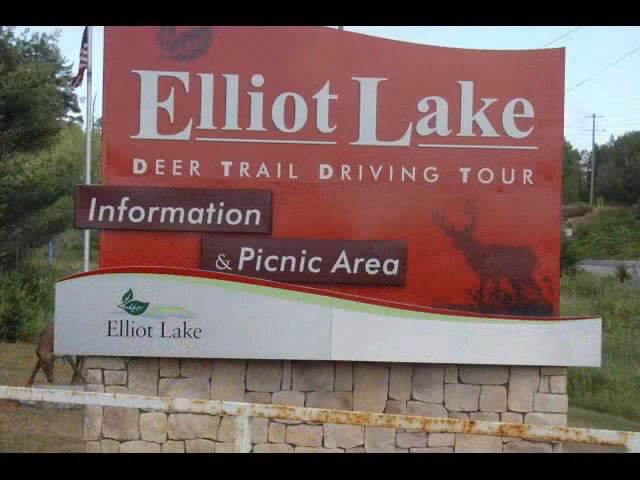 Elliot Lake
DEER TRAIL DRIVING TOUR
Information
& Picnic Area
Elliot Lake